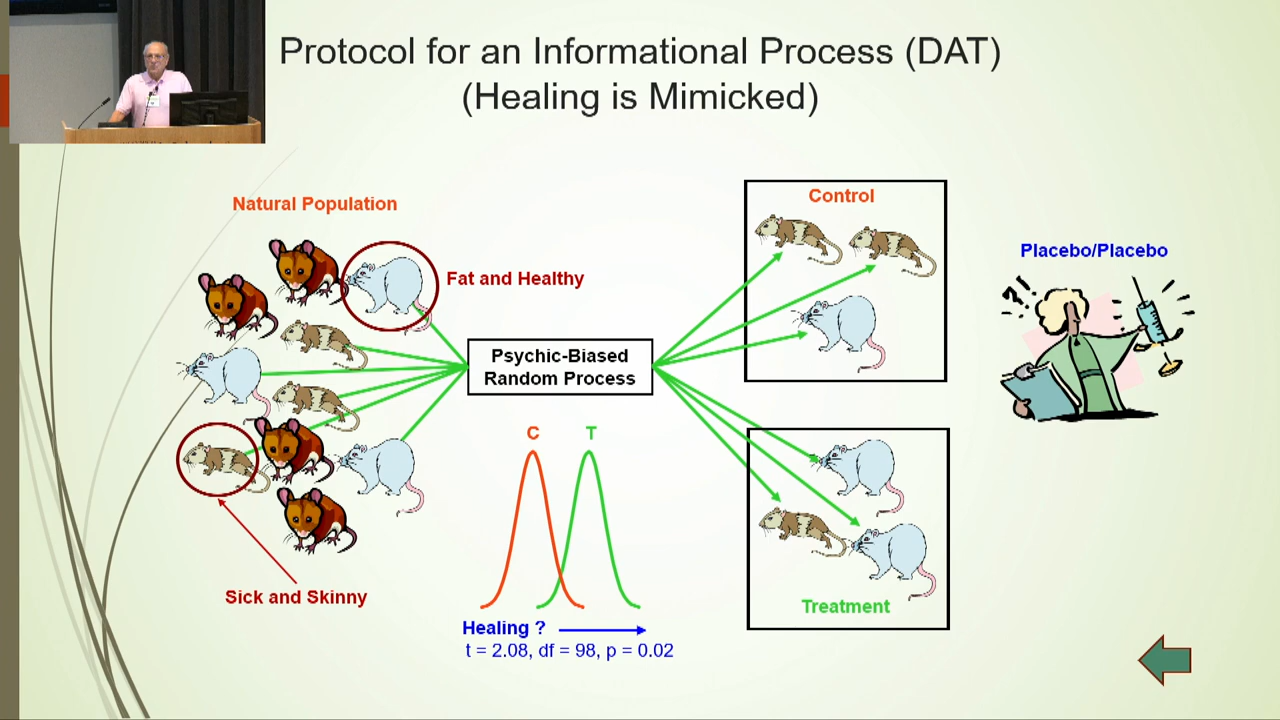 Protocol for an Informational Process (DAT)
(Healing is Mimicked)
Natural Population
Fat and Healthy
Sick and Skinny
Psychic-Biased
Random Process
C T
Healing ?
t = 2.08, df = 98, p = 0.02
Control
Treatment
Placebo/Placebo
?!